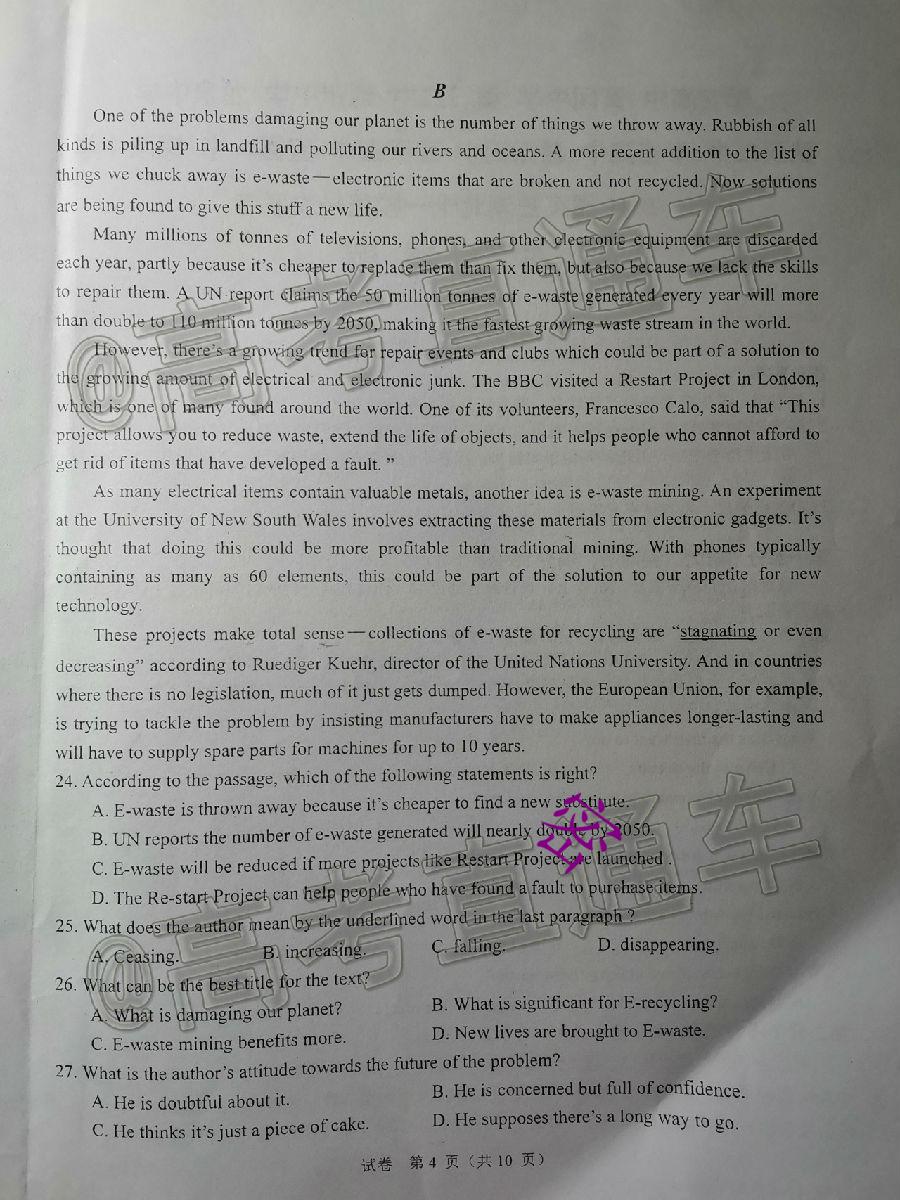 B
One of the problems damaging our planet is the number of things we throw away. Rubbish of all
kinds is piling up in landfill and polluting our rivers and oceans. A more recent addition to the list of
things we chuck away is e-waste—electronic items that are broken and not recycled. Now solutions
are being found to give this stuff a new life.
Many millions of tonnes of televisions, phones, and other electronic equipment are discarded
each year, partly because it's cheaper to replace them than fix them, but also because we lack the skills
to repair them. A UN report claims the 50 million tonnes of e-waste generated every year will more
than double to 110 million tonnes by 2050, making it the fastest growing waste stream in the world.
However, there's a growing trend for repair events and clubs which could be part of a solution to
the growing amount of electrical and electronic junk. The BBC visited a Restart Project in London,
which is one of many found around the world. One of its volunteers, Francesco Calo, said that "This
project allows you to reduce waste, extend the life of objects, and it helps people who cannot afford to
get rid of items that have developed a fault. "
As many electrical items contain valuable metals, another idea is e-waste mining. An experiment
at the University of New South Wales involves extracting these materials from electronic gadgets. It's
thought that doing this could be more profitable than traditional mining. With phones typically
containing as many as 60 elements, this could be part of the solution to our appetite for new
technology.
These projects make total sense—collections of e-waste for recycling are "stagnating or even
decreasing" according to Ruediger Kuehr, director of the United Nations University. And in countries
where there is no legislation, much of it just gets dumped. However, the European Union, for example,
is trying to tackle the problem by insisting manufacturers have to make appliances longer-lasting and
will have to supply spare parts for machines for up to 10 years.
24. According to the passage, which of the following statements is right?
A. E-waste is thrown away because it's cheaper to find a new substitute.
B. UN reports the number of e-waste generated will nearly double by 2050.
C. E-waste will be reduced if more projects like Restart Project are launched .
D. The Re-start Project can help people who have found a fault to purchase items.
25. What does the author mean by the underlined word in the last paragraph ?
A. Ceasing. B. increasing. C. falling. D. disappearing.
26. What can be the best title for the text?
A. What is damaging our planet? B. What is significant for E-recycling?
C. E-waste mining benefits more. D. New lives are brought to E-waste.
27. What is the author's attitude towards the future of the problem?
A. He is doubtful about it. B. He is concerned but full of confidence.
C. He thinks it's just a piece of cake. D. He supposes there's a long way to go.
试卷 第 4 页（共 10 页）
@高考直通车
@高考直通车